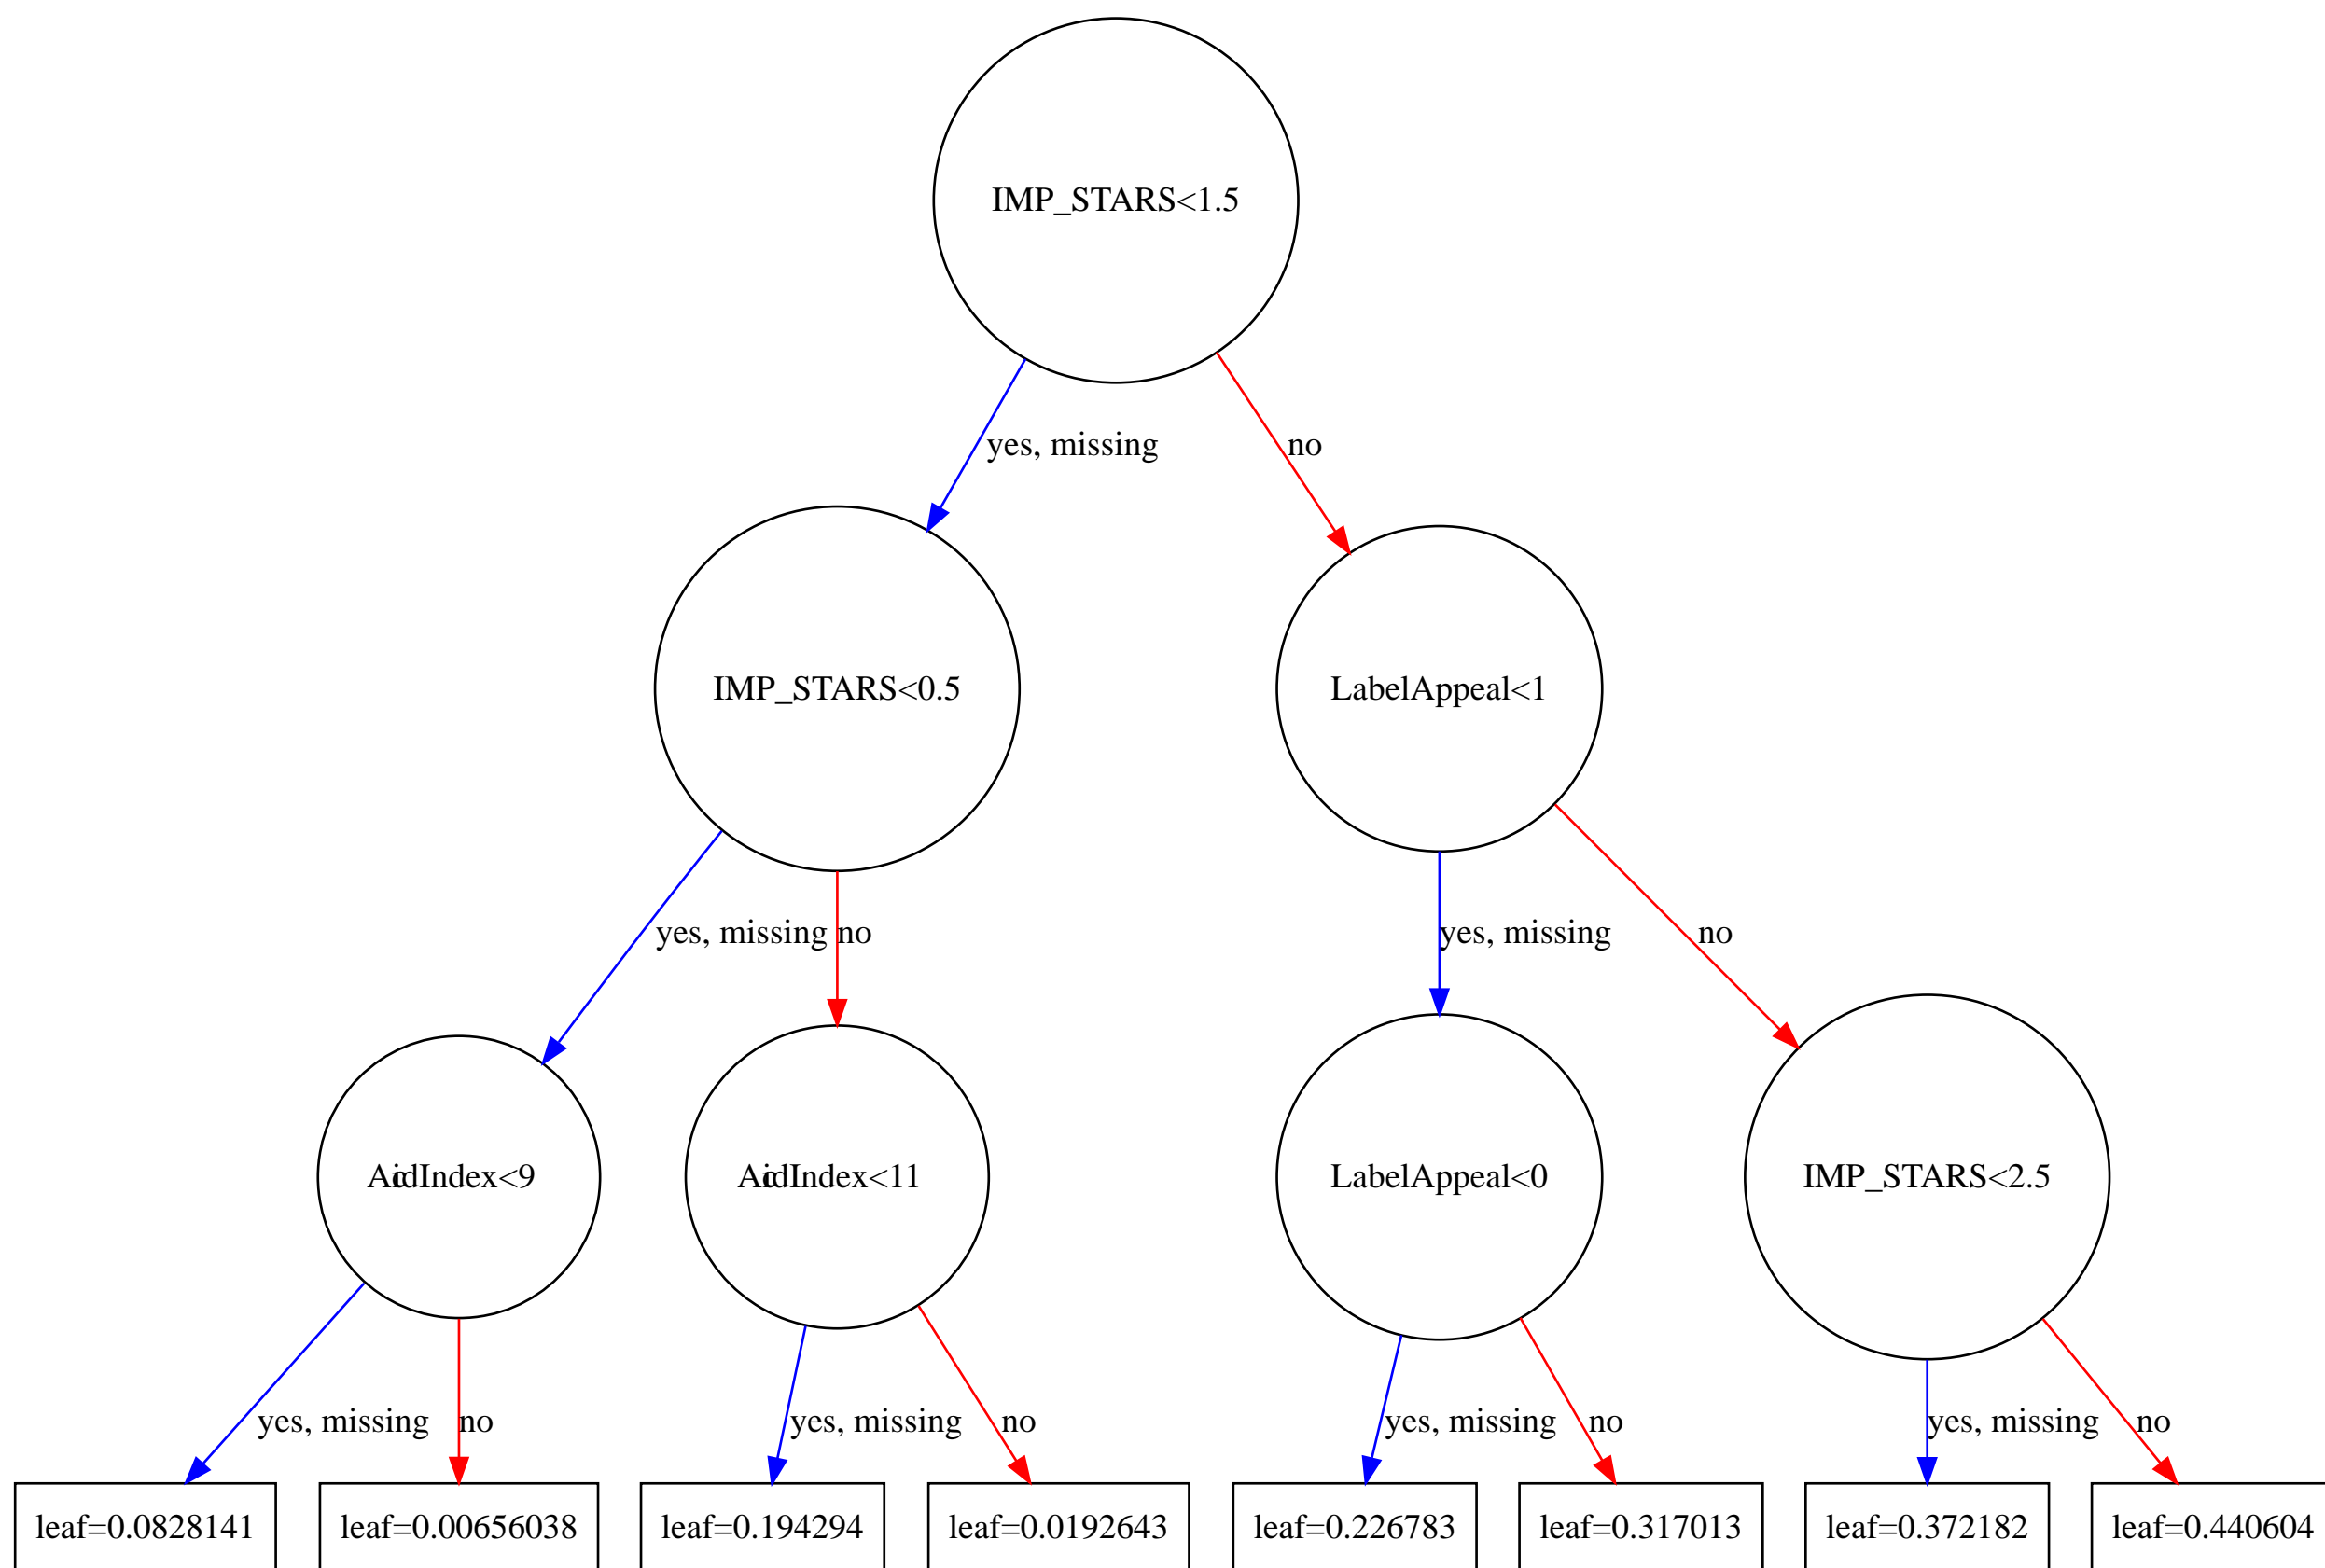 IMP_STARS<1.5
yes, missing
no
IMP_STARS<0.5
LabelAppeal<1
yes, missing
no
yes, missing
no
AcidIndex<9
AcidIndex<11
LabelAppeal<0
IMP_STARS<2.5
yes, missing
no
yes, missing
no
yes, missing
no
yes, missing
no
leaf=0.0828141
leaf=0.00656038
leaf=0.194294
leaf=0.0192643
leaf=0.226783
leaf=0.317013
leaf=0.372182
leaf=0.440604